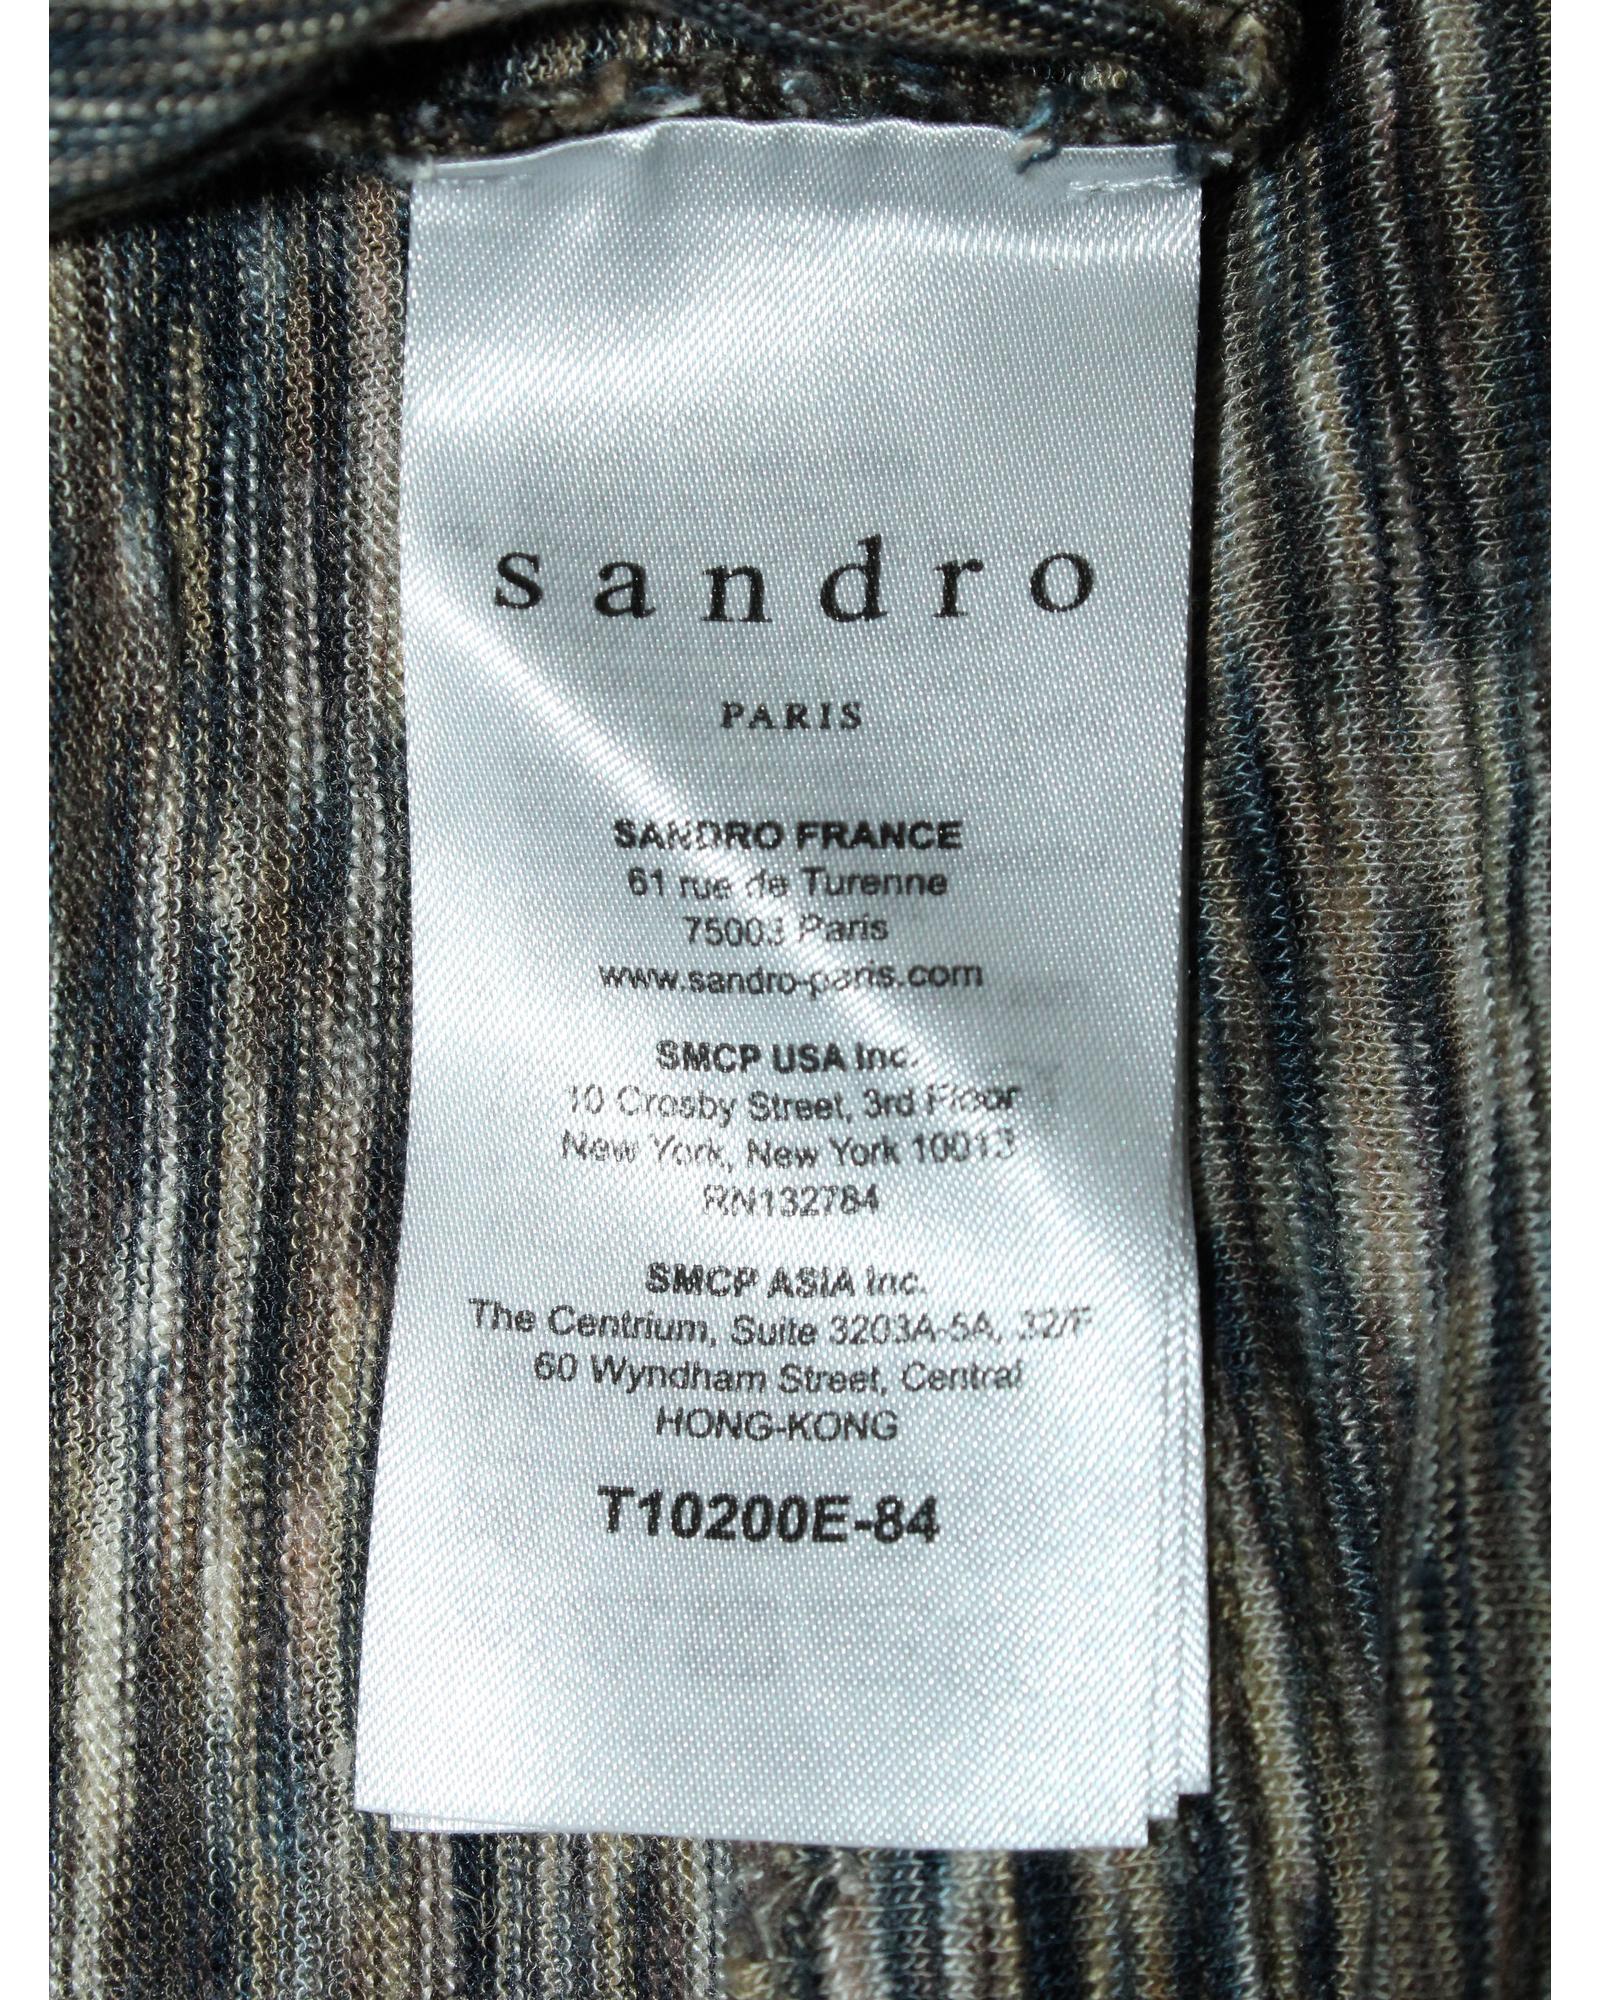 sandro
PARIS
SANDRO FRANCE
61 rue de Turenne
75003 Paris
www.sandro-paris.com
SMCP USA Inc.
10 Crosby Street, 3rd Floor
New York, New York 10013
RN132784
SMCP ASIA Inc.
The Centrium, Suite 3203A-5A, 32/F
60 Wyndham Street, Central
HONG-KONG
T10200E-84